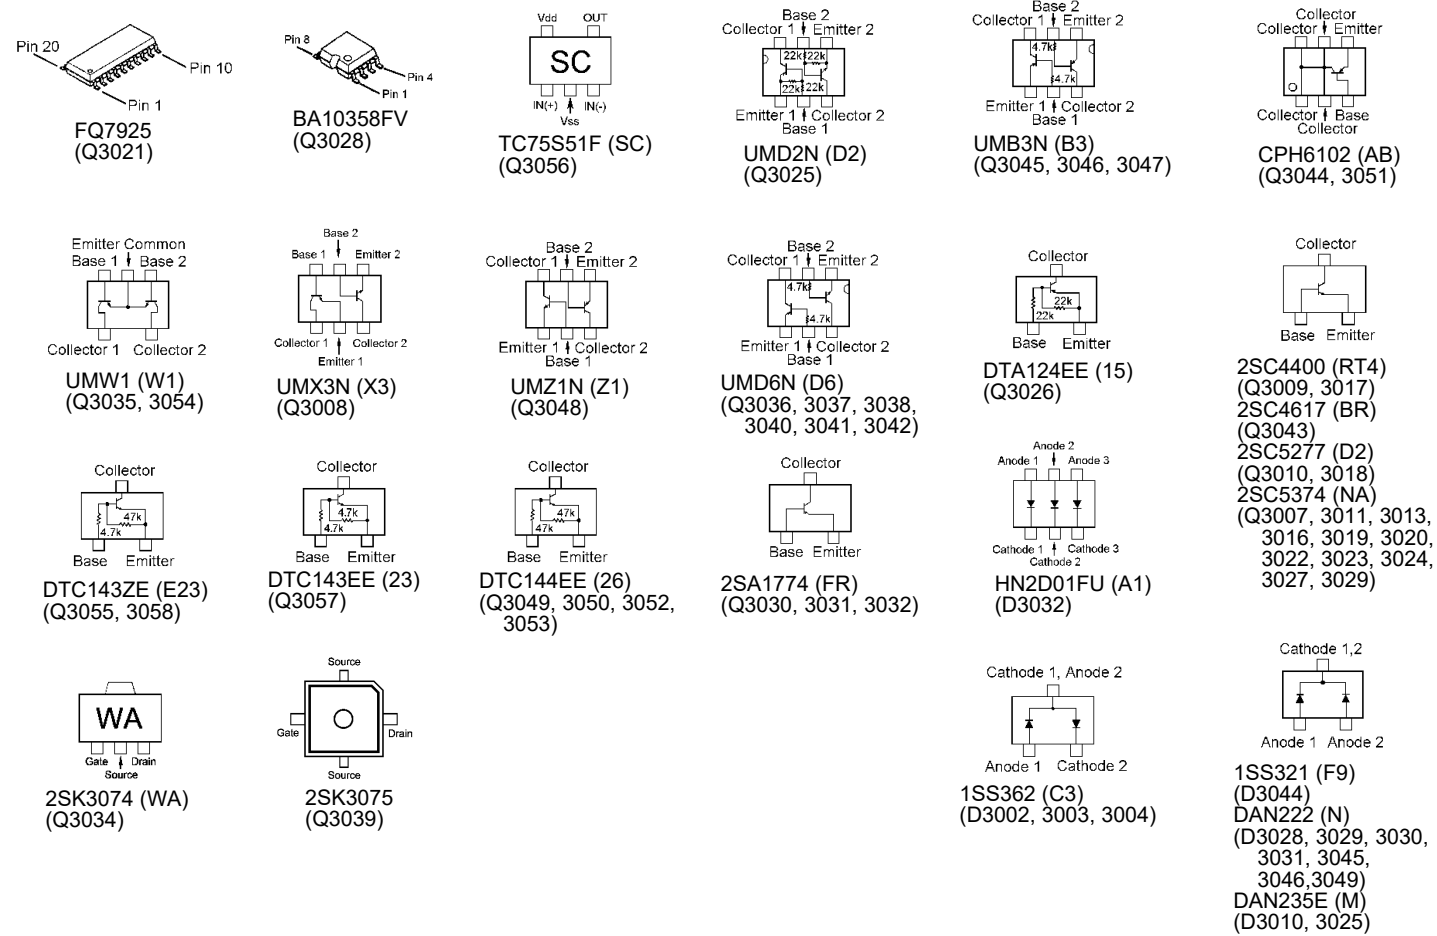 Pin 20
Pin 10
Pin 1
FQ7925
(Q3021)
Pin 8
Pin 4
Pin 1
BA10358FV
(Q3028)
Vdd OUT
SC
IN(+) IN(-)
Vss
TC75S51F (SC)
(Q3056)
Base 2
Collector 1 Emitter 2
22k 22k
22k 22k
Emitter 1 Collector 2
Base 1
UMD2N (D2)
(Q3025)
Base 2
Collector 1 Emitter 2
4.7k
4.7k
Emitter 1 Collector 2
Base 1
UMB3N (B3)
(Q3045, 3046, 3047)
Collector
Collector Emitter
Collector Base
Collector
CPH6102 (AB)
(Q3044, 3051)
Emitter Common
Base 1 Base 2
Collector 1 Collector 2
UMW1 (W1)
(Q3035, 3054)
Base 2
Base 1 Emitter 2
Collector 1 Collector 2
Emitter 1
UMX3N (X3)
(Q3008)
Base 2
Collector 1 Emitter 2
Emitter 1 Collector 2
Base 1
UMZ1N (Z1)
(Q3048)
Base 2
Collector 1 Emitter 2
4.7k
4.7k
Emitter 1 Collector 2
Base 1
UMD6N (D6)
(Q3036, 3037, 3038,
3040, 3041, 3042)
Collector
22k
22k
Base Emitter
DTA124EE (15)
(Q3026)
Collector
Base Emitter
2SC4400 (RT4)
(Q3009, 3017)
2SC4617 (BR)
(Q3043)
2SC5277 (D2)
(Q3010, 3018)
2SC5374 (NA)
(Q3007, 3011, 3013,
3016, 3019, 3020,
3022, 3023, 3024,
3027, 3029)
Collector
47k
4.7k
Base Emitter
DTC143ZE (E23)
(Q3055, 3058)
Collector
4.7k
4.7k
Base Emitter
DTC143EE (23)
(Q3057)
Collector
47k
47k
Base Emitter
DTC144EE (26)
(Q3049, 3050, 3052,
3053)
Collector
Base Emitter
2SA1774 (FR)
(Q3030, 3031, 3032)
Anode 2
Anode 1 Anode 3
Cathode 1 Cathode 3
Cathode 2
HN2D01FU (A1)
(D3032)
WA
Gate Drain
Source
2SK3074 (WA)
(Q3034)
Source
Gate Drain
Source
2SK3075
(Q3039)
Cathode 1, Anode 2
Anode 1 Cathode 2
1SS362 (C3)
(D3002, 3003, 3004)
Cathode 1,2
Anode 1 Anode 2
1SS321 (F9)
(D3044)
DAN222 (N)
(D3028, 3029, 3030,
3031, 3045,
3046,3049)
DAN235E (M)
(D3010, 3025)